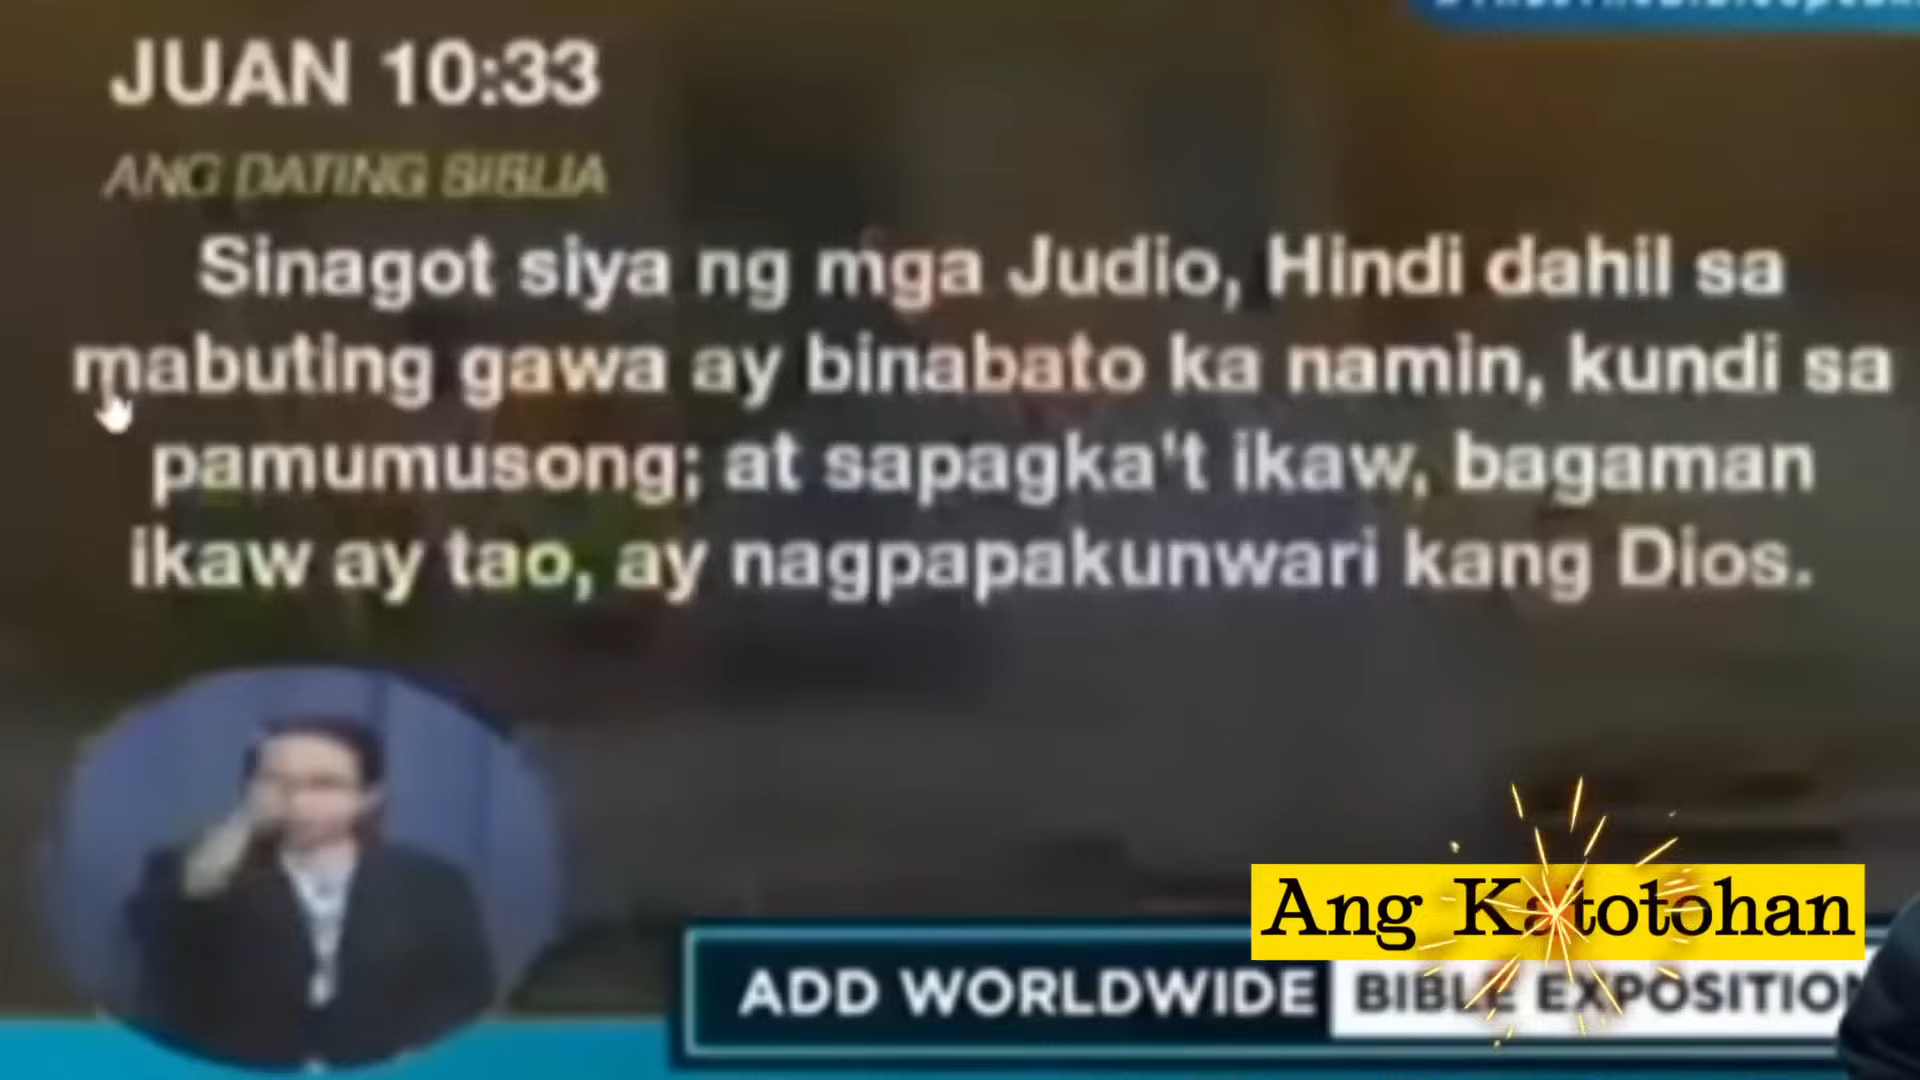 JUAN 10:33
ANG DATING BIBLIA
Sinagot siya ng mga Judio, Hindi dahil sa
mabuting gawa ay binabato ka namin, kundi sa
pamumusong; at sapagka't ikaw, bagaman
ikaw ay tao, ay nagpapakunwari kang Dios.
Ang Katotohan
ADD WORLDWIDE BIBLE EXPOSITION